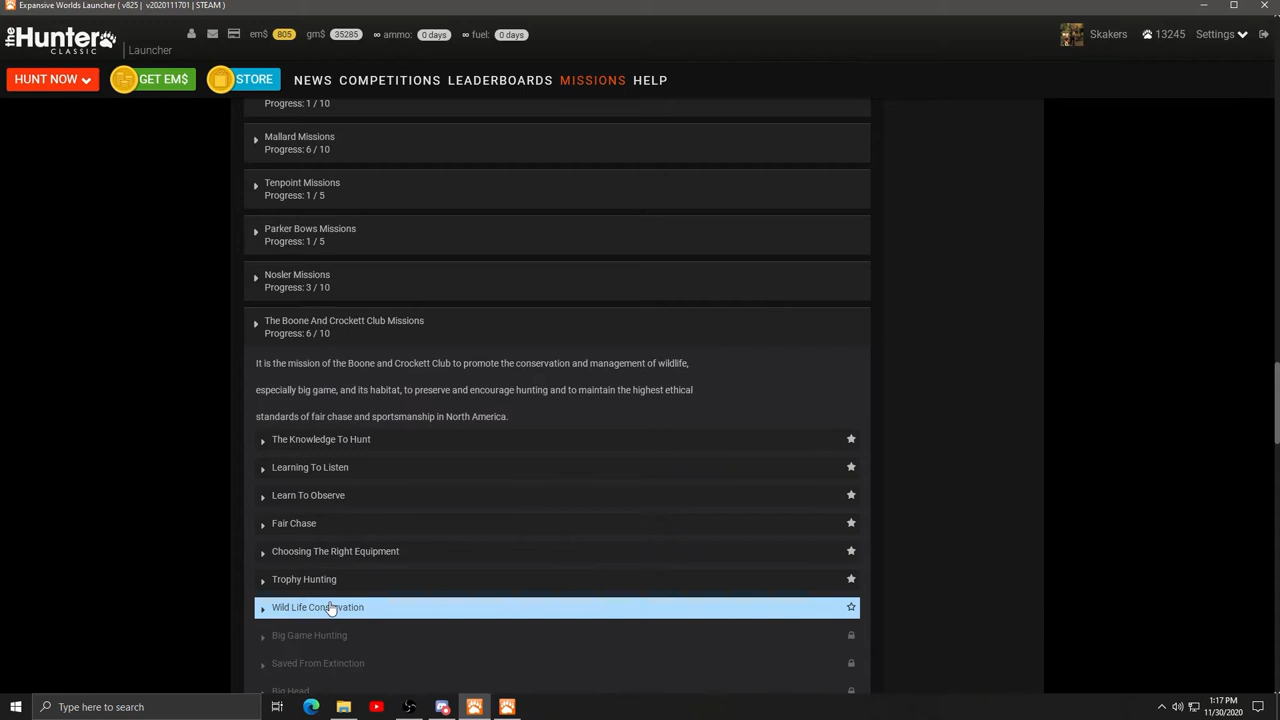 Expansive Worlds Launcher ( v825 | v2020111701 | STEAM )
theHunter
CLASSIC
Launcher
em$ 805 gm$ 35285 ∞ ammo: 0 days ∞ fuel: 0 days
Skakers 13245 Settings
HUNT NOW GET EM$ STORE NEWS COMPETITIONS LEADERBOARDS MISSIONS HELP
Progress: 1 / 10
Mallard Missions
Progress: 6 / 10
Tenpoint Missions
Progress: 1 / 5
Parker Bows Missions
Progress: 1 / 5
Nosler Missions
Progress: 3 / 10
The Boone And Crockett Club Missions
Progress: 6 / 10
It is the mission of the Boone and Crockett Club to promote the conservation and management of wildlife,
especially big game, and its habitat, to preserve and encourage hunting and to maintain the highest ethical
standards of fair chase and sportsmanship in North America.
The Knowledge To Hunt
Learning To Listen
Learn To Observe
Fair Chase
Choosing The Right Equipment
Trophy Hunting
Wild Life Conservation
Big Game Hunting
Saved From Extinction
Big Head
Type here to search
1:17 PM
11/30/2020